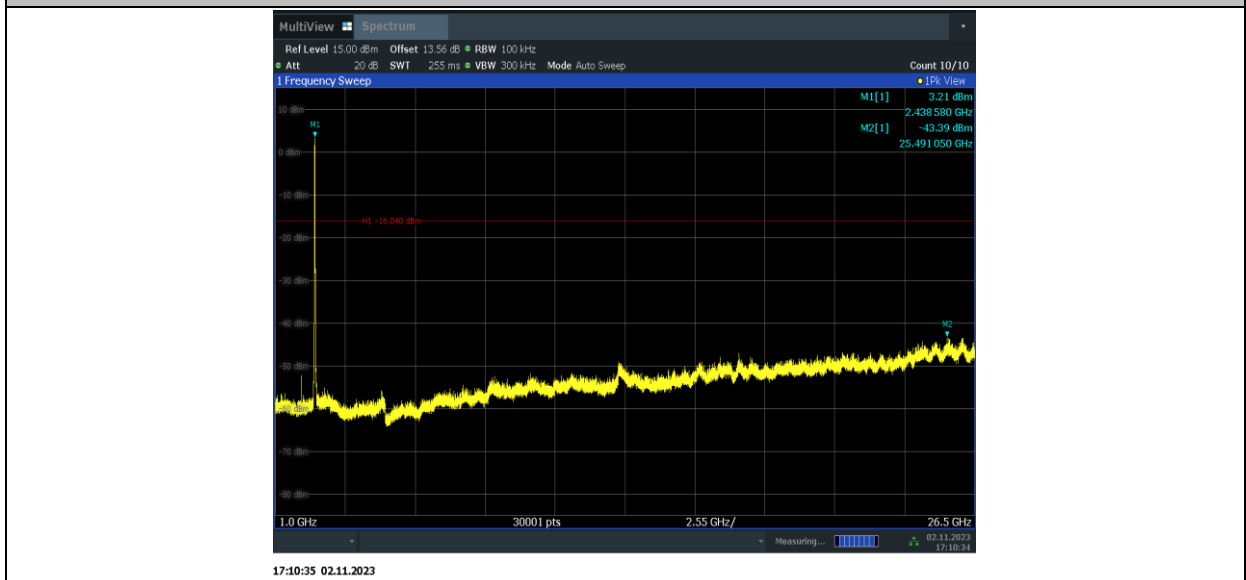 MultiView Spectrum
Ref Level 15.00 dBm Offset 13.56 dB RBW 100 kHz
Att 20 dB SWT 255 ms VBW 300 kHz Mode Auto Sweep Count 10/10
1 Frequency Sweep 1Pk View
M1[1] 3.21 dBm
2.438 580 GHz
M2[1] -43.39 dBm
25.491 050 GHz
10 dBm
M1
0 dBm
-10 dBm
H1 -16.040 dBm
-20 dBm
-30 dBm
-40 dBm
M2
-50 dBm
-60 dBm
-70 dBm
-80 dBm
1.0 GHz 30001 pts 2.55 GHz/ 26.5 GHz
Measuring... 02.11.2023
17:10:34
17:10:35 02.11.2023